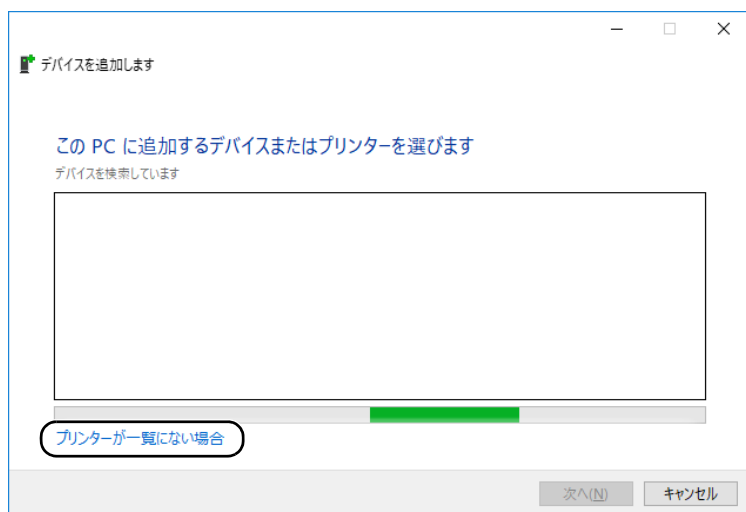 デバイスを追加します
この PC に追加するデバイスまたはプリンターを選びます
デバイスを検索しています
プリンターが一覧にない場合
次へ(N)
キャンセル